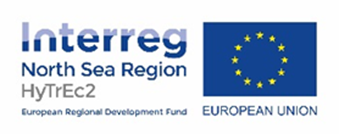 Interreg
North Sea Region
HyTrEc2
European Regional Development Fund
EUROPEAN UNION